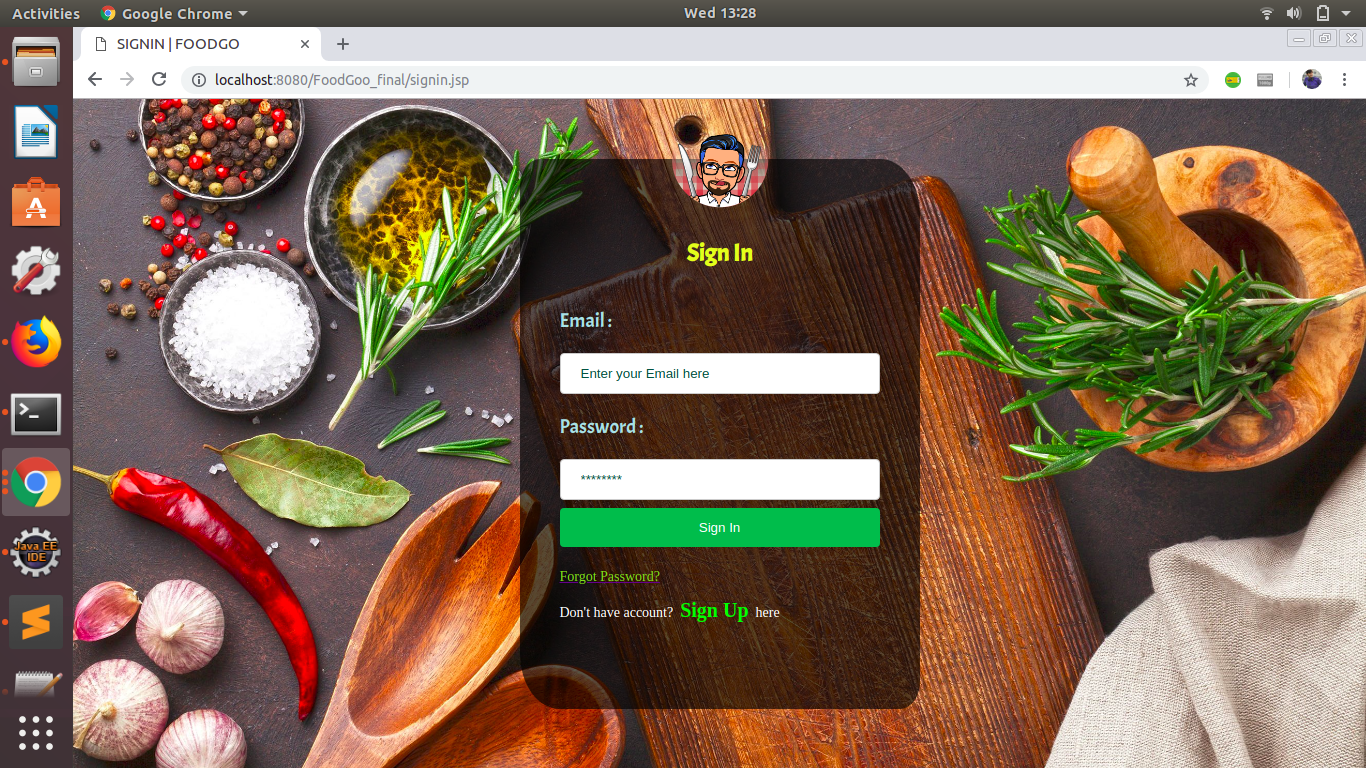 Activities Google Chrome Wed 13:28
SIGNIN | FOODGO
localhost:8080/FoodGoo_final/signin.jsp
Sign In
Email :
Enter your Email here
Password :
********
Sign In
Forgot Password?
Don't have account? Sign Up here
Java EE
IDE